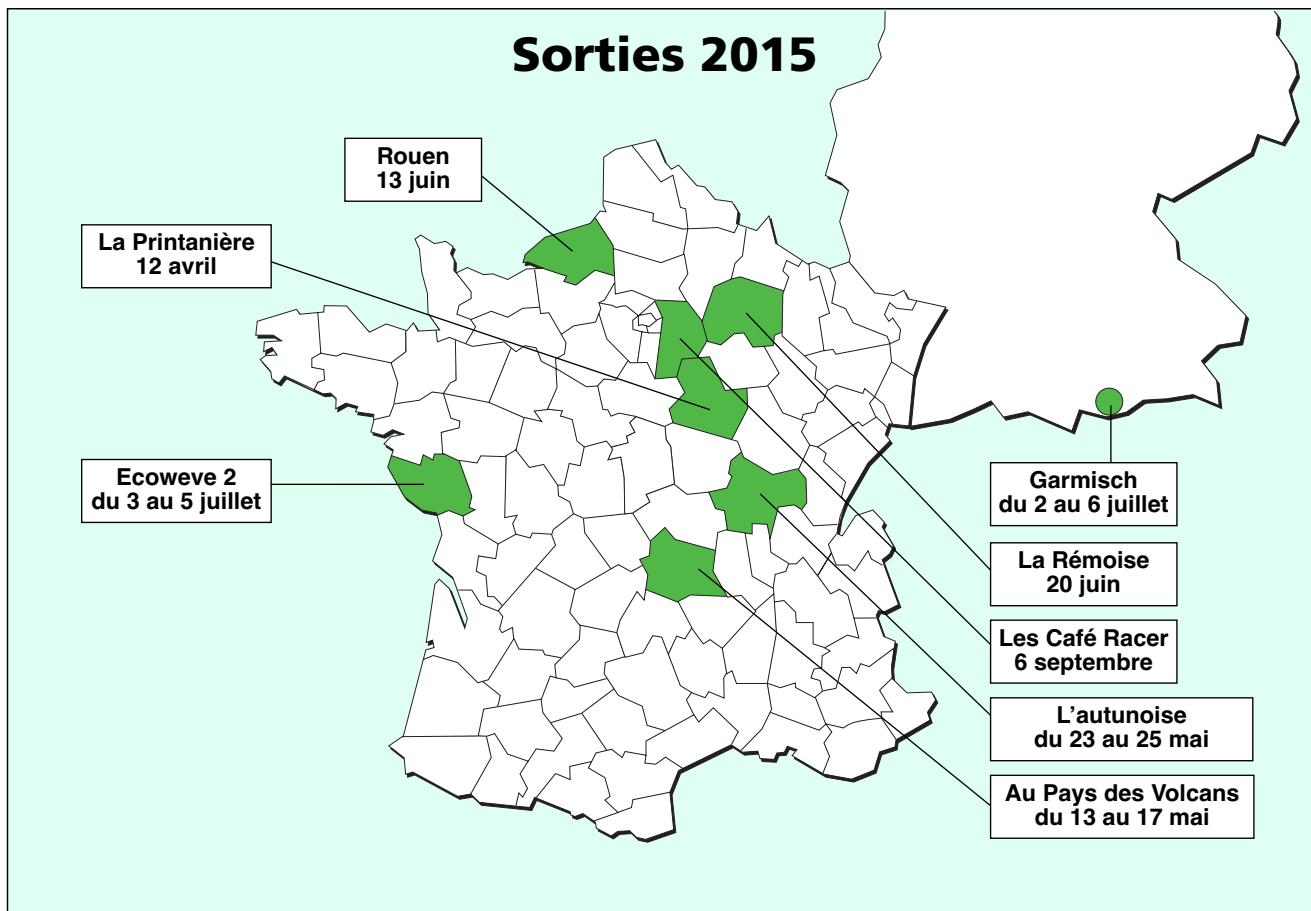 Sorties 2015
Rouen
13 juin
La Printanière
12 avril
Ecoweve 2
du 3 au 5 juillet
Garmisch
du 2 au 6 juillet
La Rémoise
20 juin
Les Café Racer
6 septembre
L’autunoise
du 23 au 25 mai
Au Pays des Volcans
du 13 au 17 mai